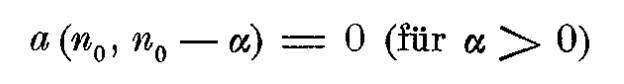 a (n₀, n₀ — α) = 0 (für α > 0)